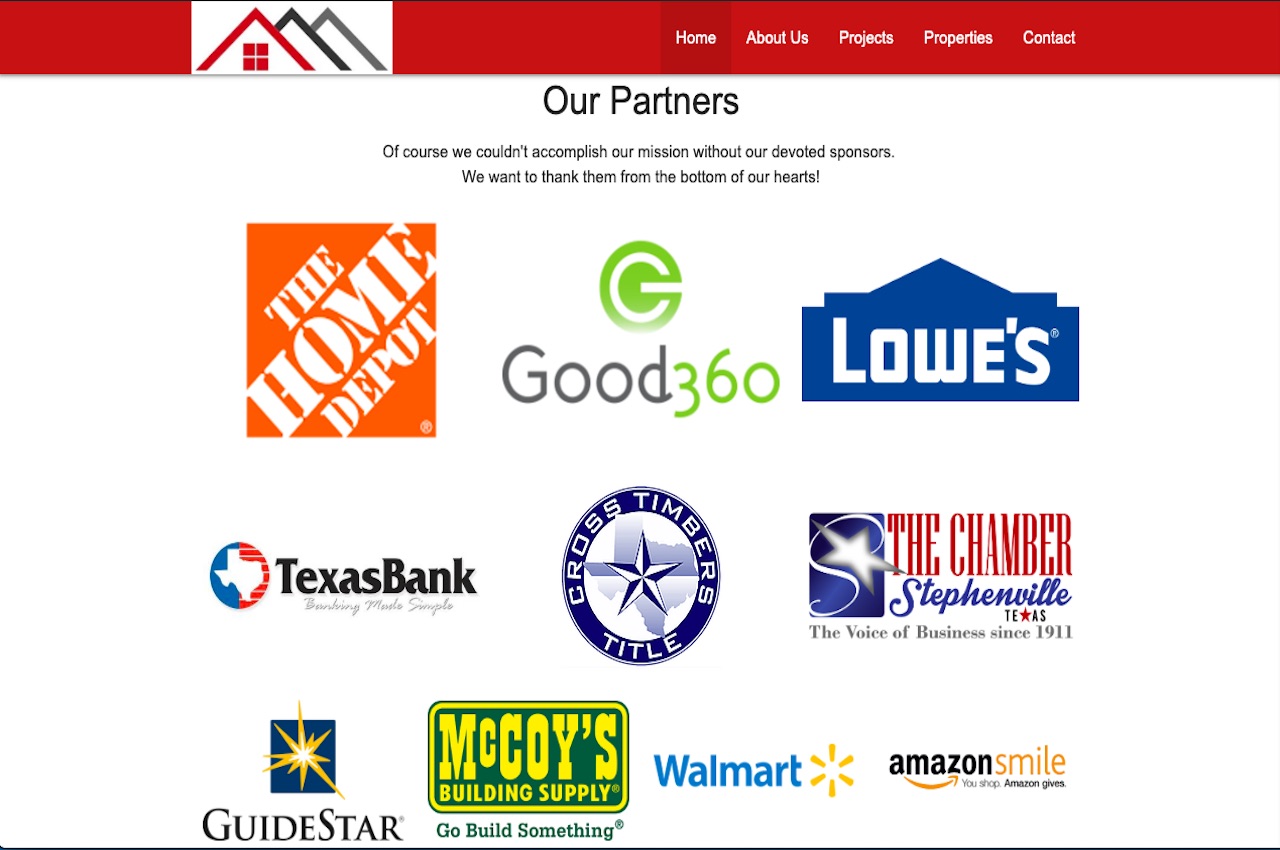 Home About Us Projects Properties Contact
Our Partners
Of course we couldn't accomplish our mission without our devoted sponsors.
We want to thank them from the bottom of our hearts!
THE
HOME
DEPOT
®
Good360
LOWE'S®
TexasBank
Banking Made Simple
CROSS TIMBERS
TITLE
THE CHAMBER
Stephenville
TEXAS
The Voice of Business since 1911
GUIDESTAR®
McCOY'S
BUILDING SUPPLY®
Go Build Something®
Walmart
amazonsmile
You shop. Amazon gives.